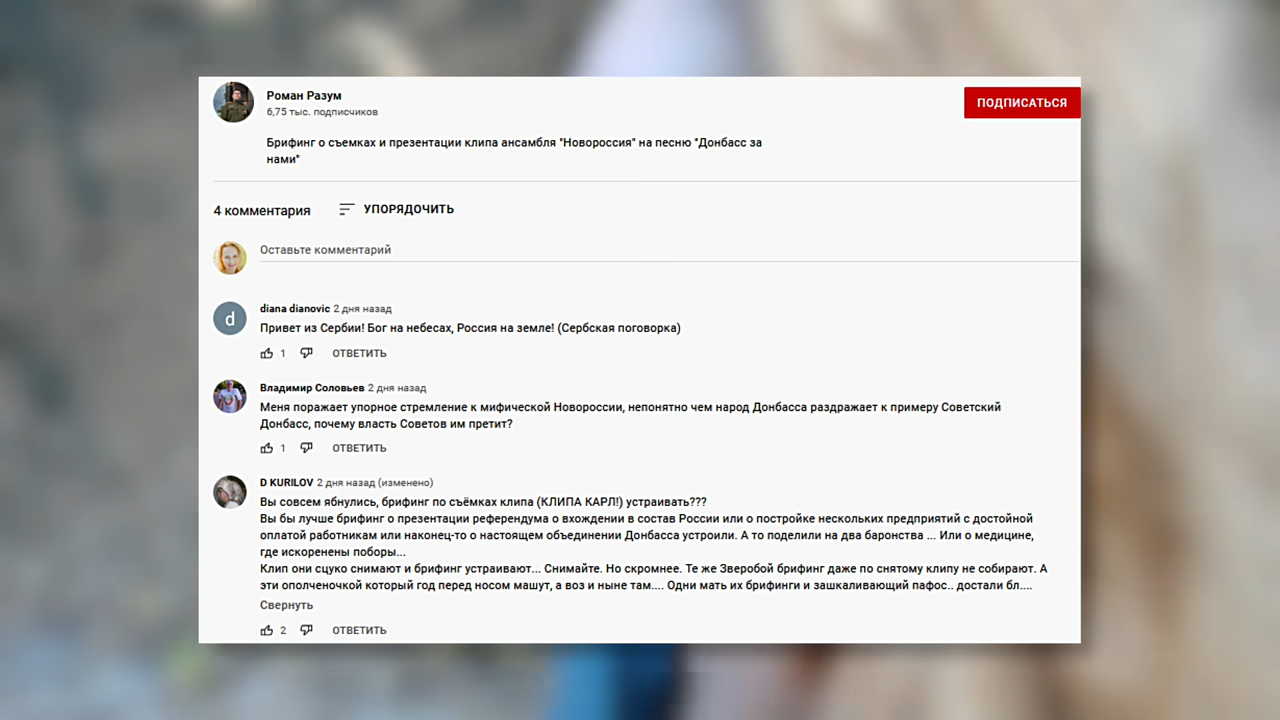 Роман Разум
6,75 тыс. подписчиков
ПОДПИСАТЬСЯ
Брифинг о съемках и презентации клипа ансамбля "Новороссия" на песню "Донбасс за
нами"
4 комментария
УПОРЯДОЧИТЬ
Оставьте комментарий
d
diana dianovic 2 дня назад
Привет из Сербии! Бог на небесах, Россия на земле! (Сербская поговорка)
1 ОТВЕТИТЬ
Владимир Соловьев 2 дня назад
Меня поражает упорное стремление к мифической Новороссии, непонятно чем народ Донбасса раздражает к примеру Советский
Донбасс, почему власть Советов им претит?
1 ОТВЕТИТЬ
D KURILOV 2 дня назад (изменено)
Вы совсем ябнулись, брифинг по съёмках клипа (КЛИПА КАРЛ!) устраивать???
Вы бы лучше брифинг о презентации референдума о вхождении в состав России или о постройке нескольких предприятий с достойной
оплатой работникам или наконец-то о настоящем объединении Донбасса устроили. А то поделили на два баронства ... Или о медицине,
где искоренены поборы...
Клип они сцуко снимают и брифинг устраивают... Снимайте. Но скромнее. Те же Зверобой брифинг даже по снятому клипу не собирают. А
эти ополченочкой который год перед носом машут, а воз и ныне там.... Одни мать их брифинги и зашкаливающий пафос.. достали бл....
Свернуть
2 ОТВЕТИТЬ